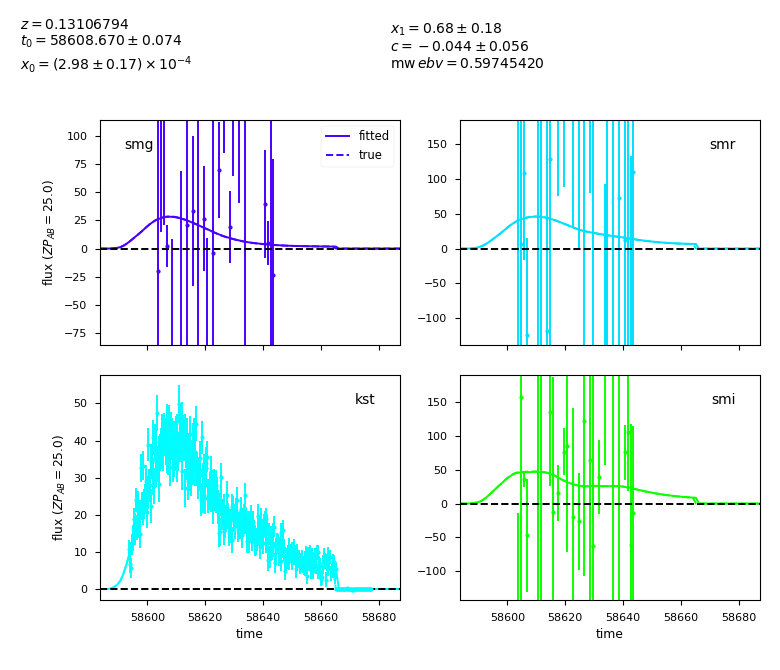 z = 0.13106794
t₀ = 58608.670 ± 0.074
x₀ = (2.98 ± 0.17) × 10⁻⁴
x₁ = 0.68 ± 0.18
c = −0.044 ± 0.056
mw ebv = 0.59745420
smg
fitted
true
100
75
50
25
0
−25
−50
−75
flux (ZP_AB = 25.0)
smr
150
100
50
0
−50
−100
kst
50
40
30
20
10
0
flux (ZP_AB = 25.0)
58600 58620 58640 58660 58680
time
smi
150
100
50
0
−50
−100
58600 58620 58640 58660 58680
time